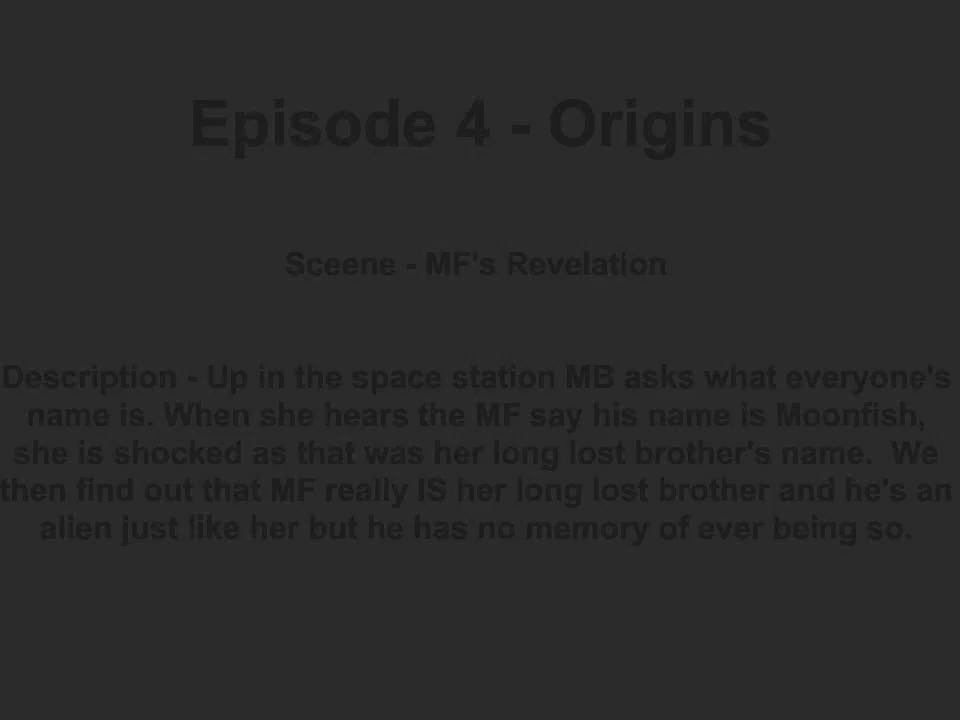 Episode 4 - Origins
Sceene - MF's Revelation
Description - Up in the space station MB asks what everyone's
name is. When she hears the MF say his name is Moonfish,
she is shocked as that was her long lost brother's name.  We
then find out that MF really IS her long lost brother and he's an
alien just like her but he has no memory of ever being so.